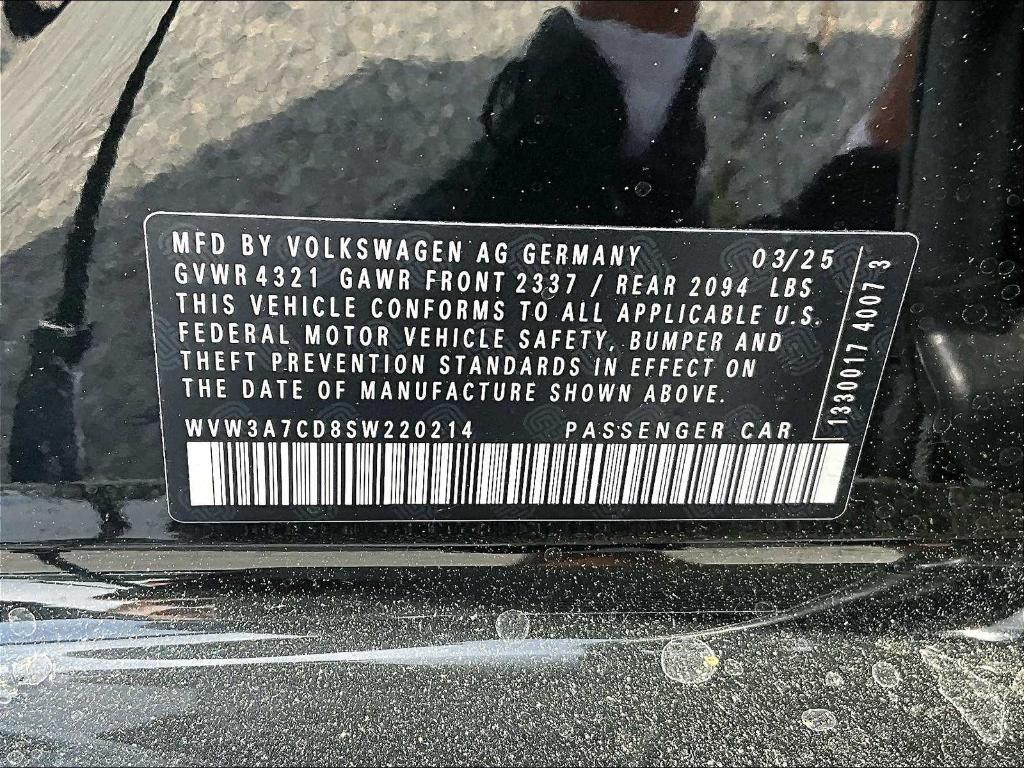 MFD BY VOLKSWAGEN AG GERMANY 03/25
GVWR 4321 GAWR FRONT 2337 / REAR 2094 LBS
THIS VEHICLE CONFORMS TO ALL APPLICABLE U.S.
FEDERAL MOTOR VEHICLE SAFETY, BUMPER AND
THEFT PREVENTION STANDARDS IN EFFECT ON
THE DATE OF MANUFACTURE SHOWN ABOVE.
WVW3A7CD8SW220214 PASSENGER CAR
1330017 4007 3